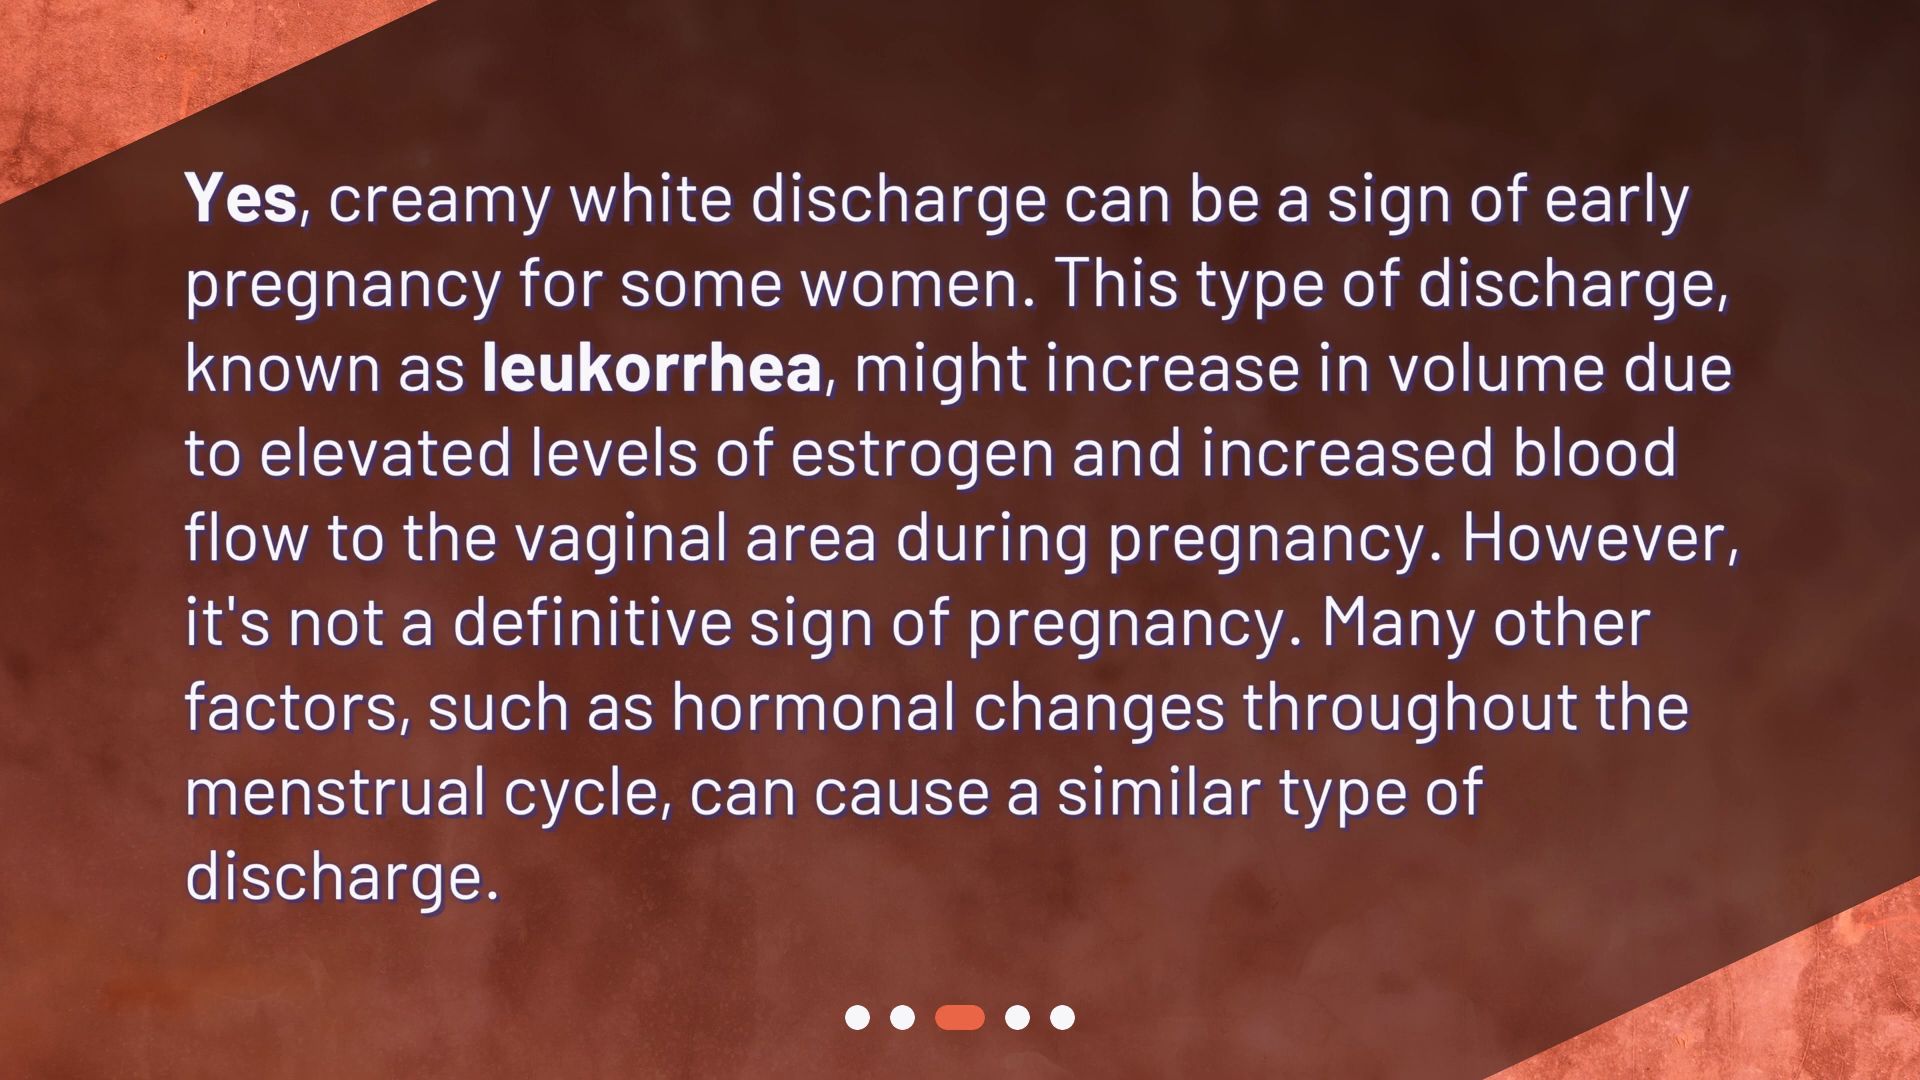 Yes, creamy white discharge can be a sign of early
pregnancy for some women. This type of discharge,
known as leukorrhea, might increase in volume due
to elevated levels of estrogen and increased blood
flow to the vaginal area during pregnancy. However,
it's not a definitive sign of pregnancy. Many other
factors, such as hormonal changes throughout the
menstrual cycle, can cause a similar type of
discharge.